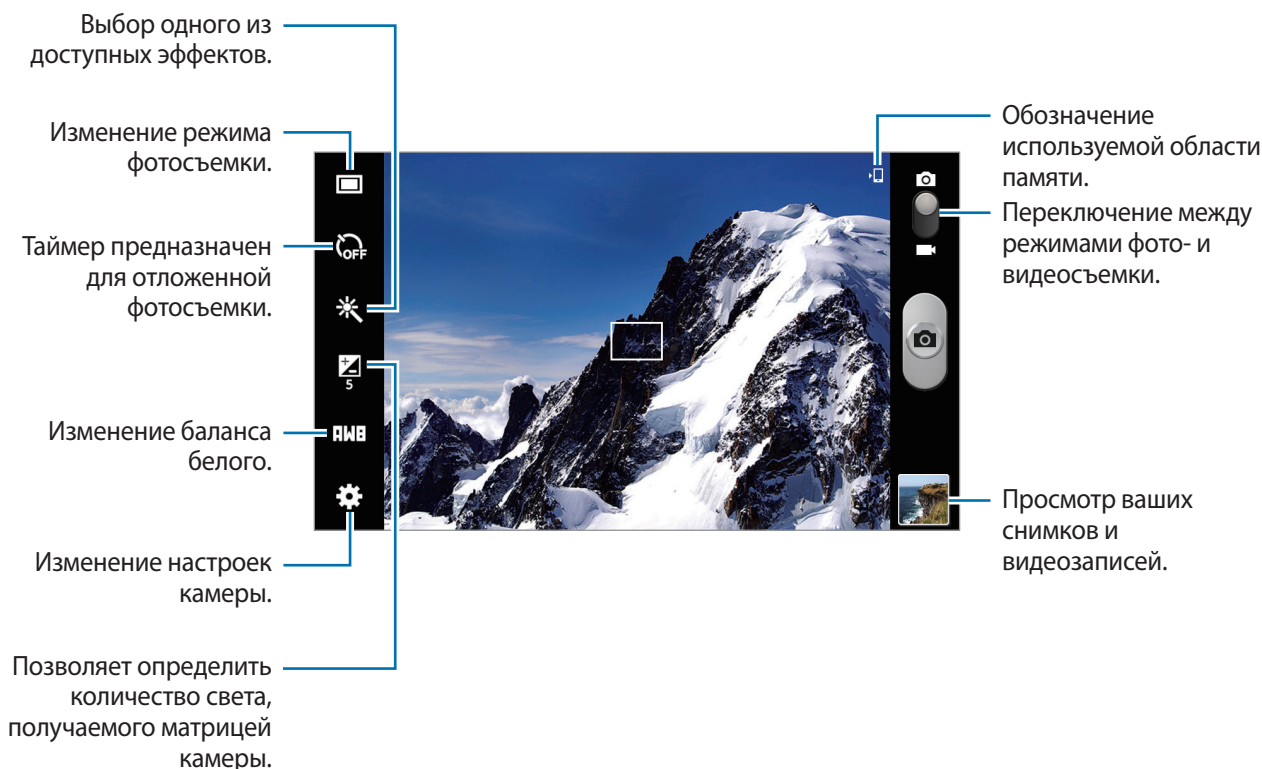 Выбор одного из
доступных эффектов.
Изменение режима
фотосъемки.
Таймер предназначен
для отложенной
фотосъемки.
Изменение баланса
белого.
Изменение настроек
камеры.
Позволяет определить
количество света,
получаемого матрицей
камеры.
OFF
5
AWB
Обозначение
используемой области
памяти.
Переключение между
режимами фото- и
видеосъемки.
Просмотр ваших
снимков и
видеозаписей.